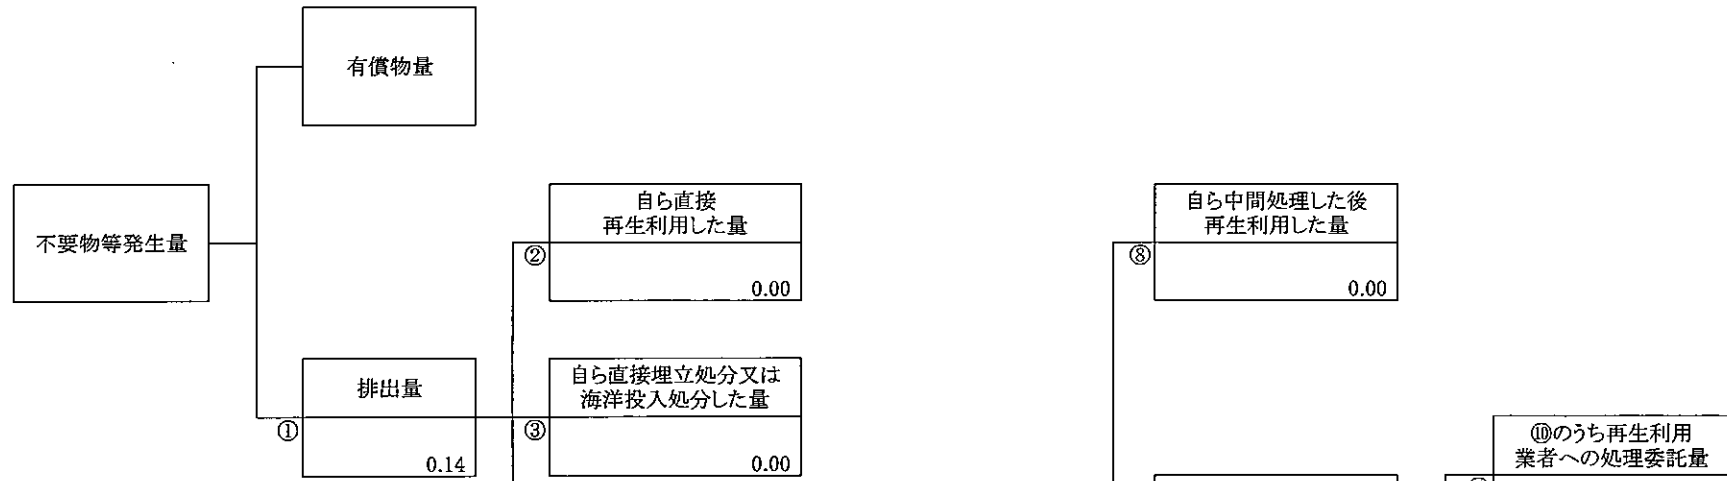 有償物量
不要物等発生量
自ら直接
再生利用した量
②
0.00
自ら中間処理した後
再生利用した量
⑧
0.00
排出量
①
0.14
自ら直接埋立処分又は
海洋投入処分した量
③
0.00
⑩のうち再生利用
業者への処理委託量